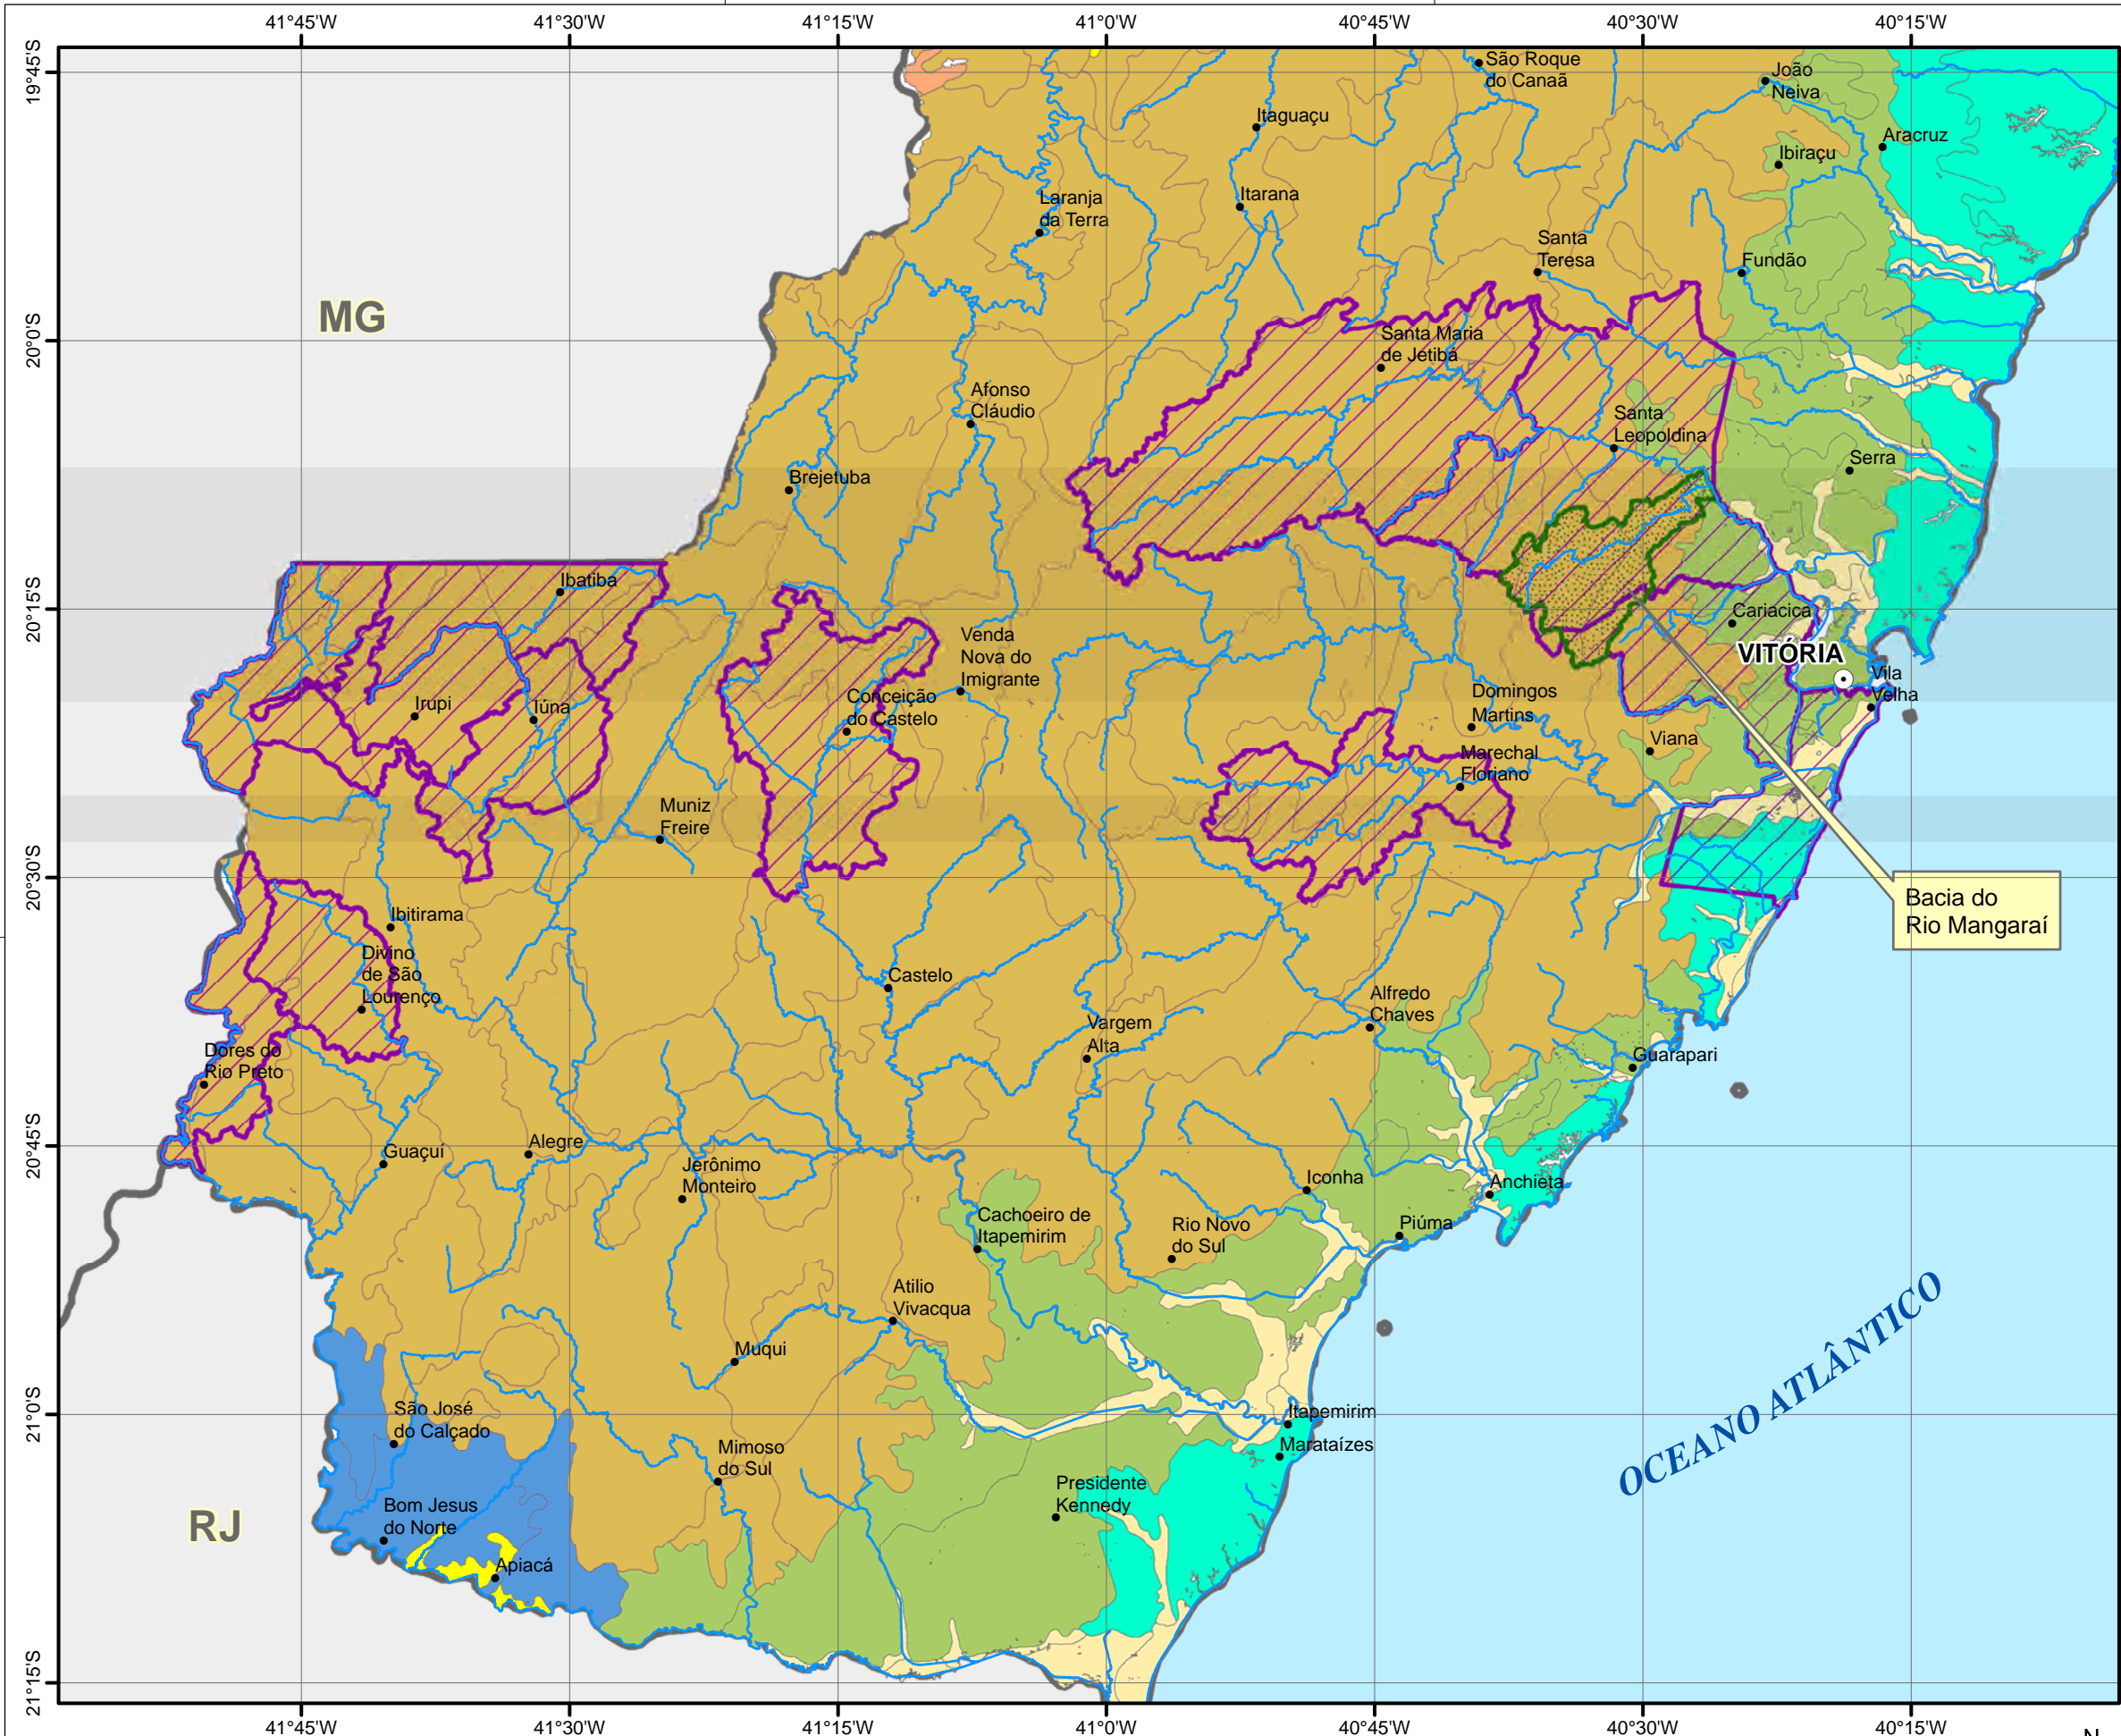 41°45'W
41°30'W
41°15'W
41°0'W
40°45'W
40°30'W
40°15'W
19°45'S
São Roque
do Canaã
João
Neiva
Itaguaçu
Aracruz
Ibiraçu
Laranja
da Terra
Itarana
Santa
Teresa
Fundão
MG
20°0'S
Santa Maria
de Jetibá
Afonso
Cláudio
Santa
Leopoldina
Serra
Brejetuba
Ibatiba
20°15'S
Cariacica
Venda
Nova do
Imigrante
VITÓRIA
Vila
Velha
Irupi
Iúna
Conceição
do Castelo
Domingos
Martins
Viana
Marechal
Floriano
Muniz
Freire
20°30'S
Bacia do
Rio Mangaraí
Ibitirama
Divino
de São
Lourenço
Castelo
Alfredo
Chaves
Vargem
Alta
Dores do
Rio Preto
Guarapari
20°45'S
Guaçuí
Alegre
Jerônimo
Monteiro
Iconha
Anchieta
Cachoeiro de
Itapemirim
Rio Novo
do Sul
Piúma
Atilio
Vivacqua
Muqui
OCEANO ATLÂNTICO
21°0'S
São José
do Calçado
Itapemirim
Marataízes
Mimoso
do Sul
Presidente
Kennedy
RJ
Bom Jesus
do Norte
Apiacá
21°15'S
41°45'W
41°30'W
41°15'W
41°0'W
40°45'W
40°30'W
40°15'W
N